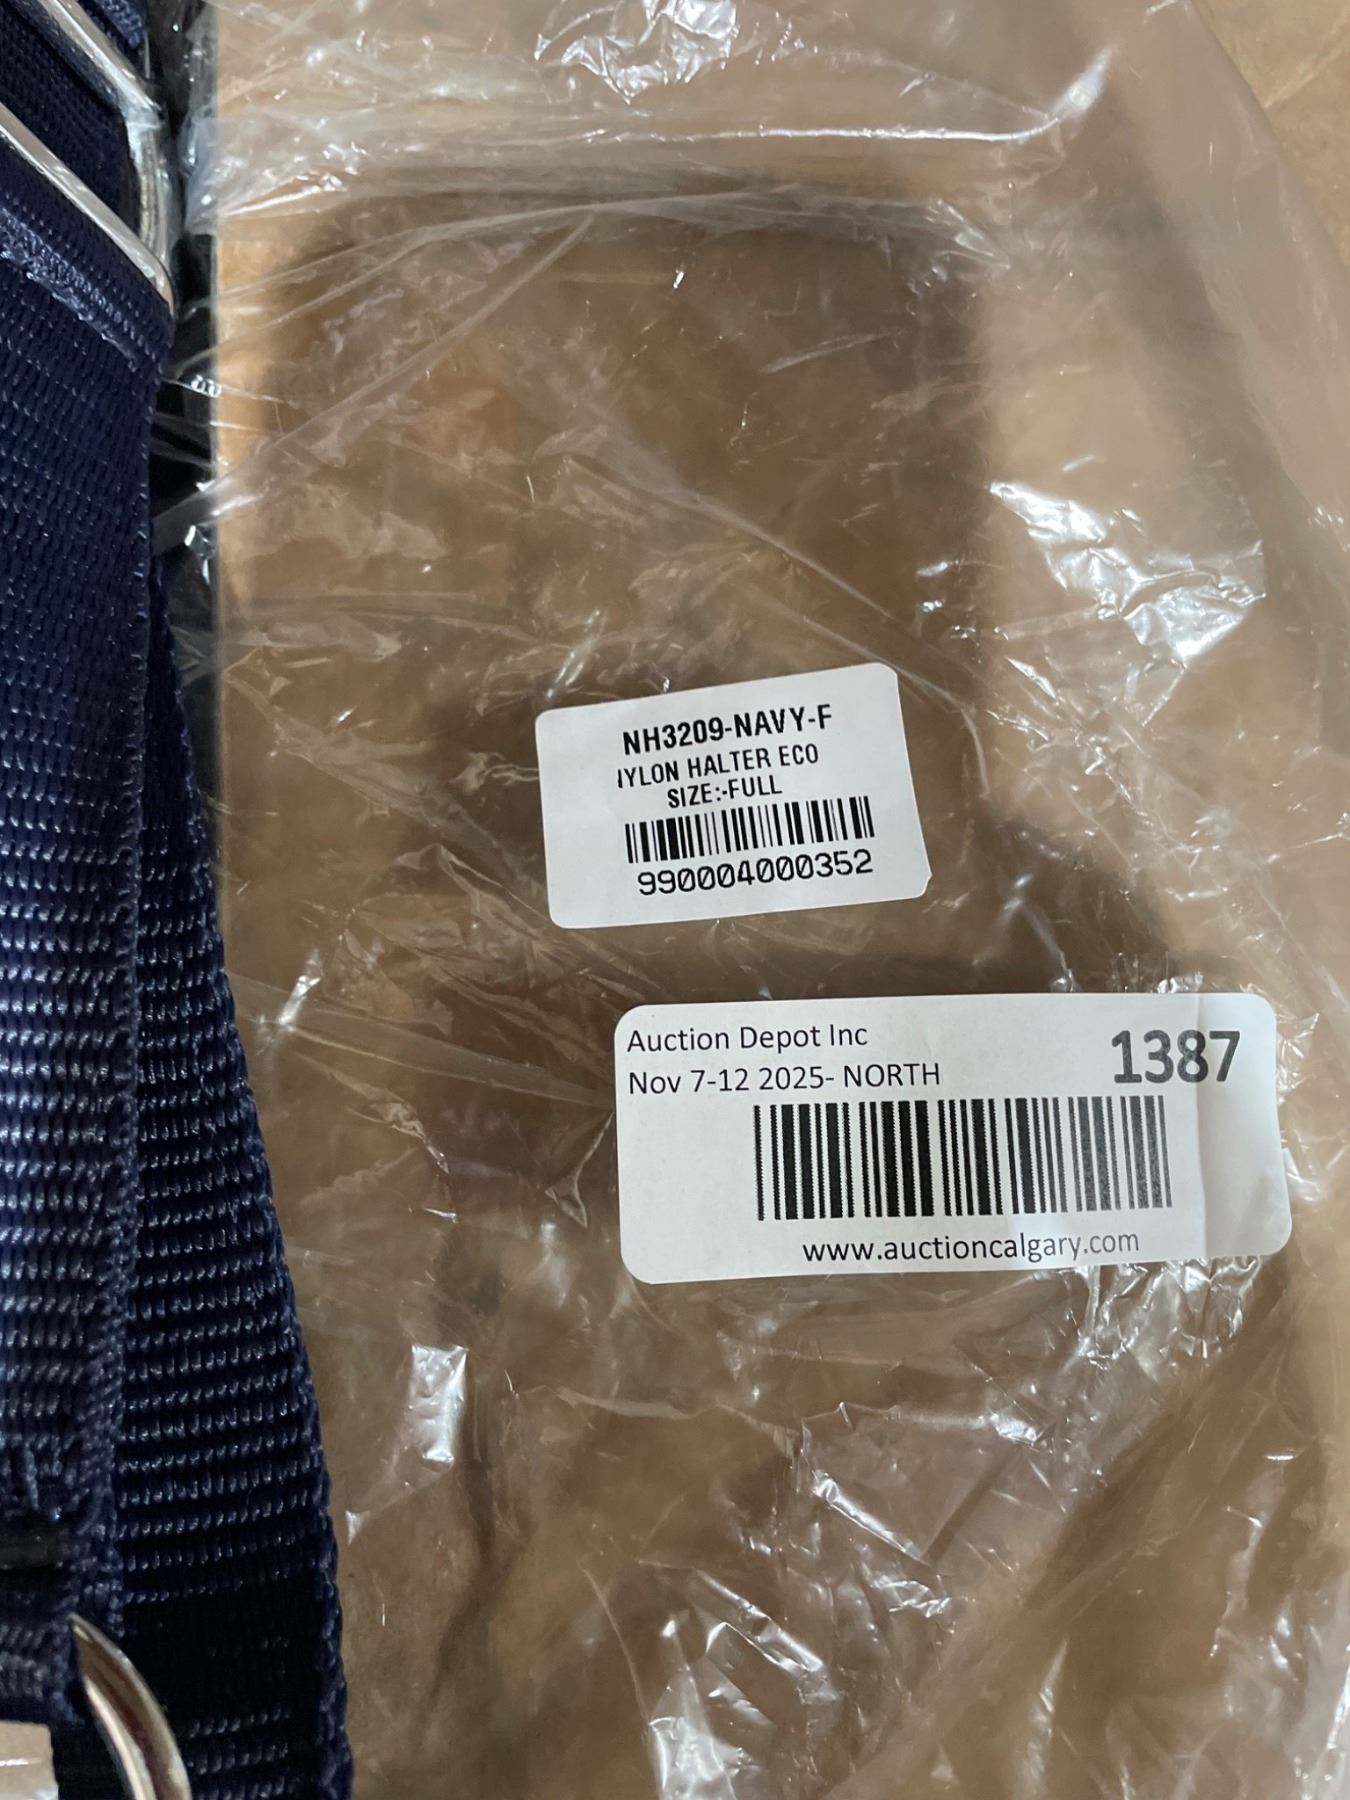 NH3209-NAVY-F
NYLON HALTER ECO
SIZE:-FULL
990004000352
Auction Depot Inc
1387
Nov 7-12 2025- NORTH
www.auctioncalgary.com